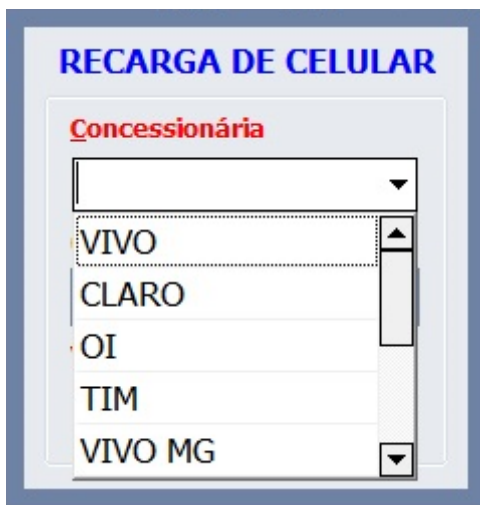 RECARGA DE CELULAR
Concessionária
VIVO
CLARO
OI
TIM
VIVO MG